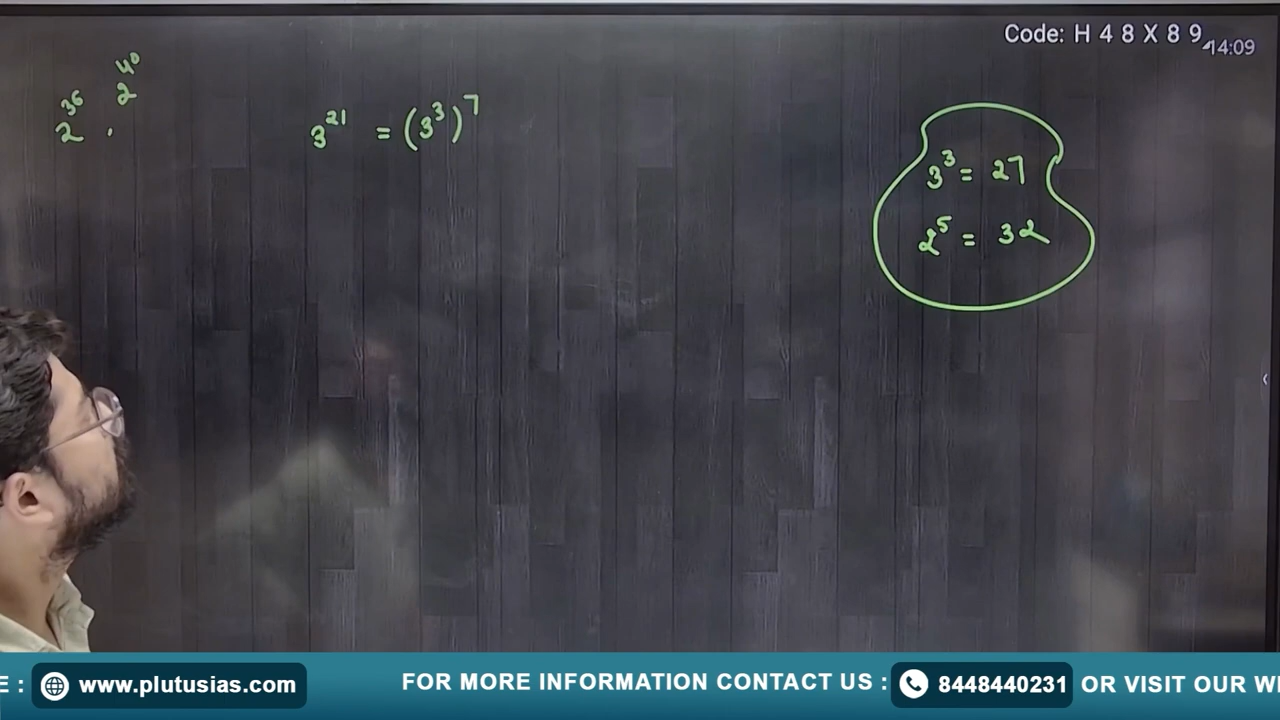 Code: H 4 8 X 8 9
14:09
2^36 . 2^40
3^21 = (3^3)^7
3^3 = 27
2^5 = 32
E : www.plutusias.com FOR MORE INFORMATION CONTACT US : 8448440231 OR VISIT OUR WE